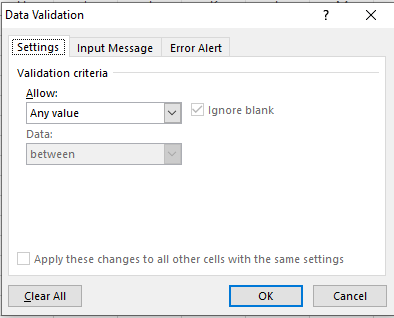 Data Validation ? ×
Settings Input Message Error Alert
Validation criteria
Allow:
Any value Ignore blank
Data:
between
Apply these changes to all other cells with the same settings
Clear All OK Cancel